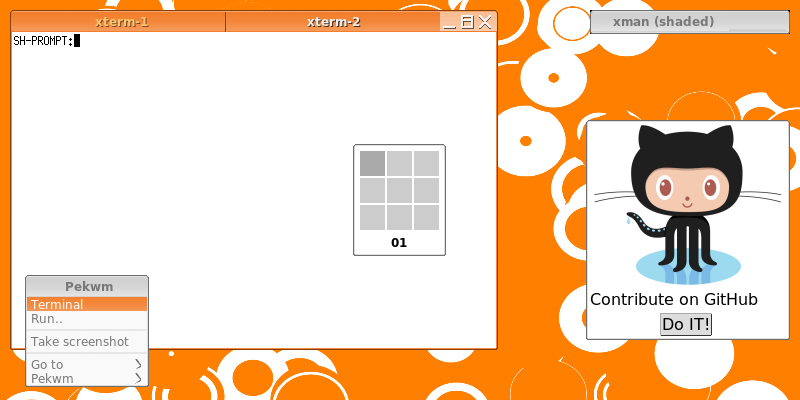 xterm-1
xterm-2
xman (shaded)
SH-PROMPT:
01
Pekwm
Terminal
Run..
Take screenshot
Go to
Pekwm
Contribute on GitHub
Do IT!